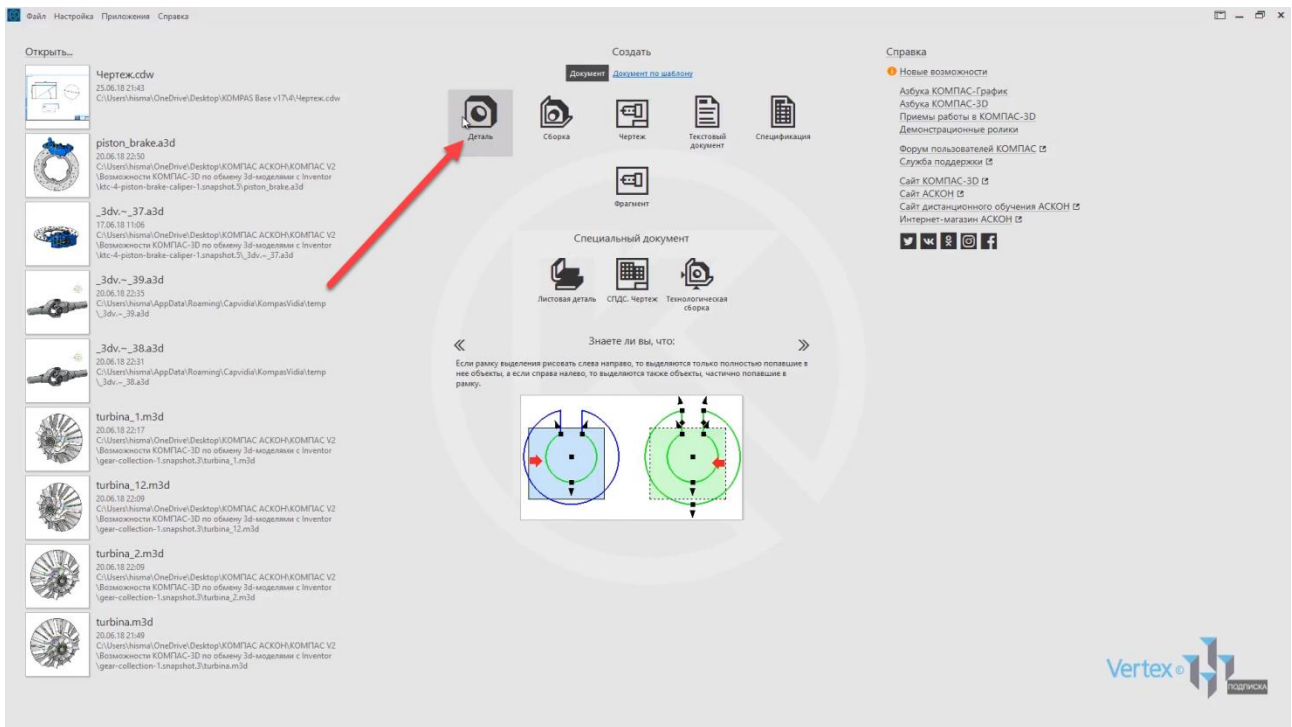 Файл Настройка Приложения Справка
Открыть...
Чертеж.cdw
25.06.18 21:43
C:\Users\hisma\OneDrive\Desktop\KOMPAS Base v17\4\Чертеж.cdw
piston_brake.a3d
20.06.18 22:50
C:\Users\hisma\OneDrive\Desktop\КОМПАС АСКОН\КОМПАС V2
\Возможности КОМПАС-3D по обмену 3d-моделями с Inventor
\ktc-4-piston-brake-caliper-1.snapshot.5\piston_brake.a3d
_3dv.~_37.a3d
17.06.18 11:06
C:\Users\hisma\OneDrive\Desktop\КОМПАС АСКОН\КОМПАС V2
\Возможности КОМПАС-3D по обмену 3d-моделями с Inventor
\ktc-4-piston-brake-caliper-1.snapshot.5\_3dv.~_37.a3d
_3dv.~_39.a3d
20.06.18 22:35
C:\Users\hisma\AppData\Roaming\Capvidia\KompasVidia\temp
\_3dv.~_39.a3d
_3dv.~_38.a3d
20.06.18 22:31
C:\Users\hisma\AppData\Roaming\Capvidia\KompasVidia\temp
\_3dv.~_38.a3d
turbina_1.m3d
20.06.18 22:17
C:\Users\hisma\OneDrive\Desktop\КОМПАС АСКОН\КОМПАС V2
\Возможности КОМПАС-3D по обмену 3d-моделями с Inventor
\gear-collection-1.snapshot.3\turbina_1.m3d
turbina_12.m3d
20.06.18 22:09
C:\Users\hisma\OneDrive\Desktop\КОМПАС АСКОН\КОМПАС V2
\Возможности КОМПАС-3D по обмену 3d-моделями с Inventor
\gear-collection-1.snapshot.3\turbina_12.m3d
turbina_2.m3d
20.06.18 22:09
C:\Users\hisma\OneDrive\Desktop\КОМПАС АСКОН\КОМПАС V2
\Возможности КОМПАС-3D по обмену 3d-моделями с Inventor
\gear-collection-1.snapshot.3\turbina_2.m3d
turbina.m3d
20.06.18 21:49
C:\Users\hisma\OneDrive\Desktop\КОМПАС АСКОН\КОМПАС V2
\Возможности КОМПАС-3D по обмену 3d-моделями с Inventor
\gear-collection-1.snapshot.3\turbina.m3d
Создать
Документ Документ по шаблону
Деталь Сборка Чертеж Текстовый документ Спецификация
Фрагмент
Специальный документ
Листовая деталь СПДС. Чертеж Технологическая сборка
Знаете ли вы, что:
Если рамку выделения рисовать слева направо, то выделяются только полностью попавшие в
нее объекты, а если справа налево, то выделяются также объекты, частично попавшие в
рамку.
Справка
Новые возможности
Азбука КОМПАС-График
Азбука КОМПАС-3D
Приемы работы в КОМПАС-3D
Демонстрационные ролики
Форум пользователей КОМПАС
Служба поддержки
Сайт КОМПАС-3D
Сайт АСКОН
Сайт дистанционного обучения АСКОН
Интернет-магазин АСКОН
Vertex ©
ПОДПИСКА